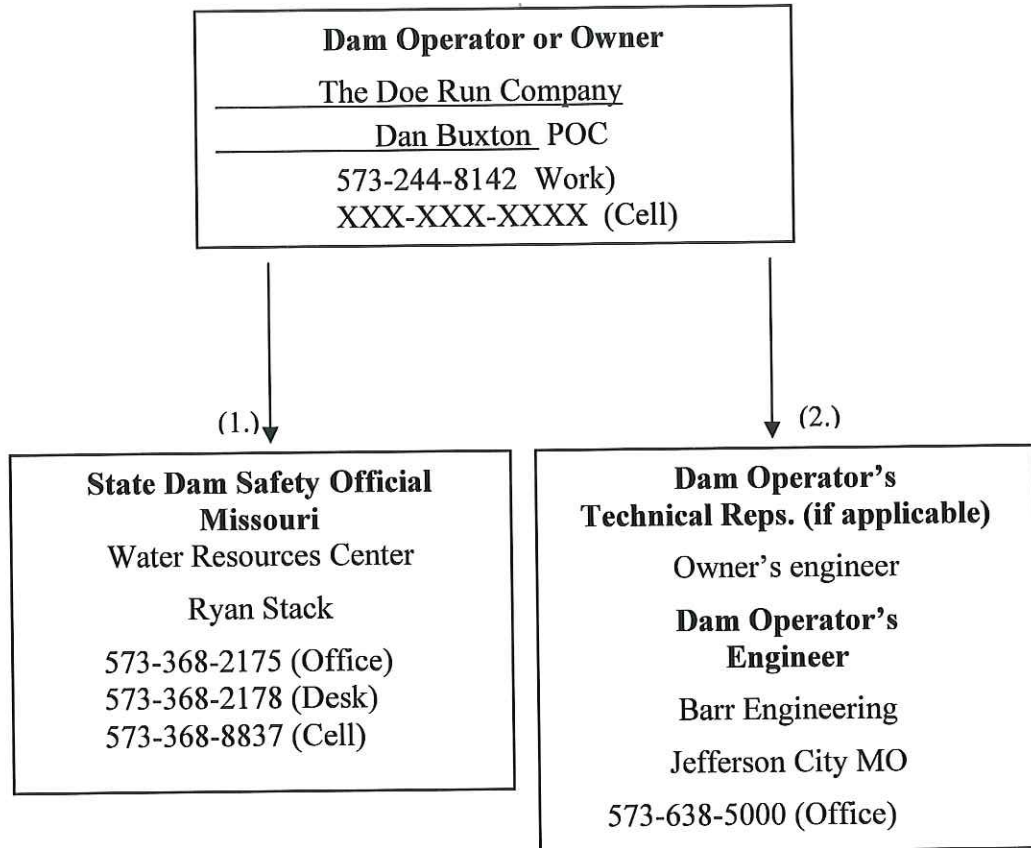 Dam Operator or Owner
The Doe Run Company
Dan Buxton POC
573-244-8142 Work)
XXX-XXX-XXXX (Cell)
(1.)
(2.)
State Dam Safety Official
Missouri
Water Resources Center
Ryan Stack
573-368-2175 (Office)
573-368-2178 (Desk)
573-368-8837 (Cell)
Dam Operator's
Technical Reps. (if applicable)
Owner's engineer
Dam Operator's
Engineer
Barr Engineering
Jefferson City MO
573-638-5000 (Office)